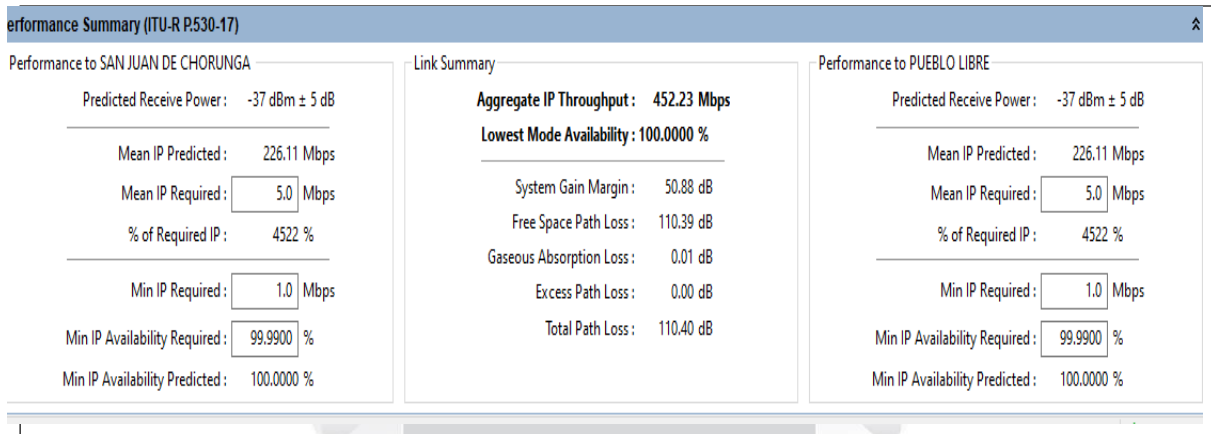 erformance Summary (ITU-R P.530-17)
Performance to SAN JUAN DE CHORUNGA
Predicted Receive Power : -37 dBm ± 5 dB
Mean IP Predicted : 226.11 Mbps
Mean IP Required : 5.0 Mbps
% of Required IP : 4522 %
Min IP Required : 1.0 Mbps
Min IP Availability Required : 99.9900 %
Min IP Availability Predicted : 100.0000 %
Link Summary
Aggregate IP Throughput : 452.23 Mbps
Lowest Mode Availability : 100.0000 %
System Gain Margin : 50.88 dB
Free Space Path Loss : 110.39 dB
Gaseous Absorption Loss : 0.01 dB
Excess Path Loss : 0.00 dB
Total Path Loss : 110.40 dB
Performance to PUEBLO LIBRE
Predicted Receive Power : -37 dBm ± 5 dB
Mean IP Predicted : 226.11 Mbps
Mean IP Required : 5.0 Mbps
% of Required IP : 4522 %
Min IP Required : 1.0 Mbps
Min IP Availability Required : 99.9900 %
Min IP Availability Predicted : 100.0000 %